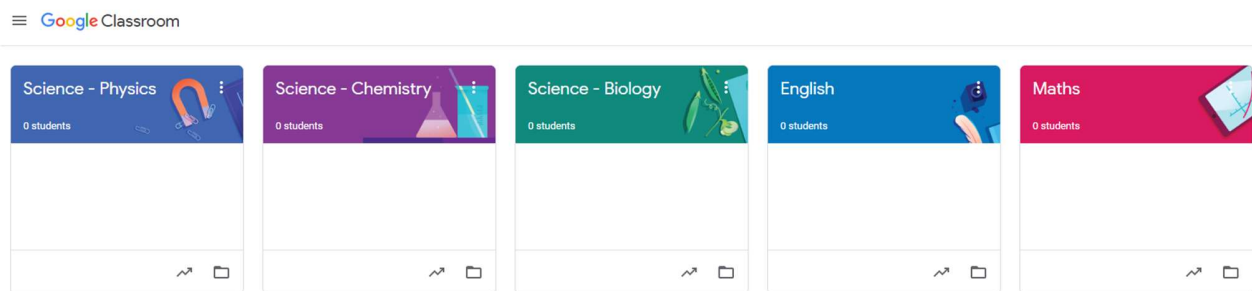 Google Classroom
Science - Physics
0 students
Science - Chemistry
0 students
Science - Biology
0 students
English
0 students
Maths
0 students